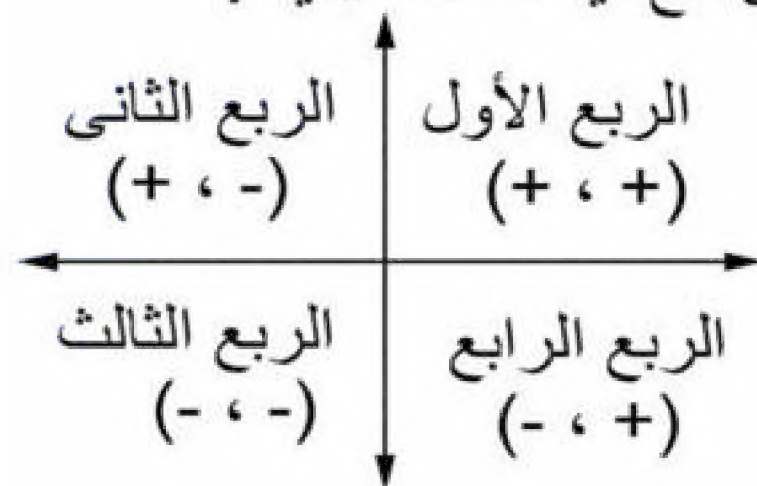 الربع الأول
(+ ، +)
الربع الثانى
(- ، +)
الربع الثالث
(- ، -)
الربع الرابع
(+ ، -)